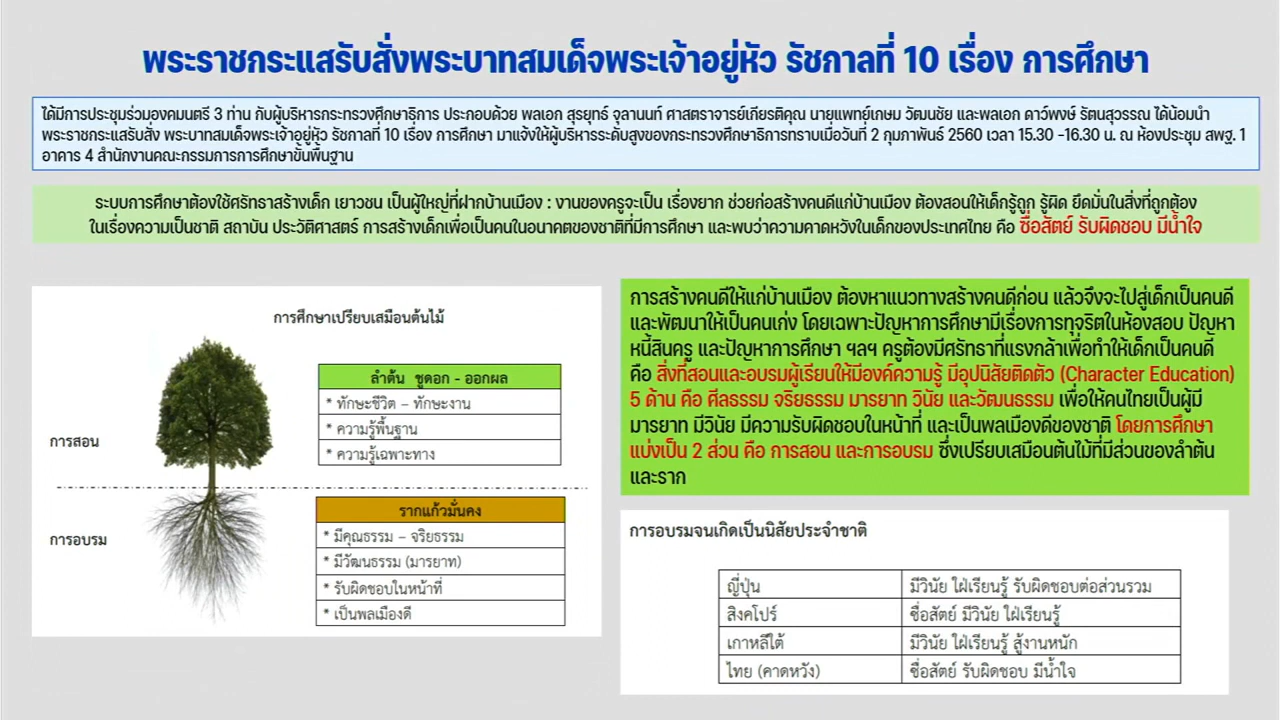 พระราชกระแสรับสั่งพระบาทสมเด็จพระเจ้าอยู่หัว รัชกาลที่ 10 เรื่อง การศึกษา
ได้มีการประชุมร่วมองคมนตรี 3 ท่าน กับผู้บริหารกระทรวงศึกษาธิการ ประกอบด้วย พลเอก สุรยุทธ์ จุลานนท์ ศาสตราจารย์เกียรติคุณ นายแพทย์เกษม วัฒนชัย และพลเอก ดาว์พงษ์ รัตนสุวรรณ ได้น้อมนำ
พระราชกระแสรับสั่ง พระบาทสมเด็จพระเจ้าอยู่หัว รัชกาลที่ 10 เรื่อง การศึกษา มาแจ้งให้ผู้บริหารระดับสูงของกระทรวงศึกษาธิการทราบเมื่อวันที่ 2 กุมภาพันธ์ 2560 เวลา 15.30 -16.30 น. ณ ห้องประชุม สพฐ. 1
อาคาร 4 สำนักงานคณะกรรมการการศึกษาขั้นพื้นฐาน
ระบบการศึกษาต้องใช้ศรัทธาสร้างเด็ก เยาวชน เป็นผู้ใหญ่ที่ฝากบ้านเมือง : งานของครูจะเป็น เรื่องยาก ช่วยก่อสร้างคนดีแก่บ้านเมือง ต้องสอนให้เด็กรู้ถูก รู้ผิด ยึดมั่นในสิ่งที่ถูกต้อง
ในเรื่องความเป็นชาติ สถาบัน ประวัติศาสตร์ การสร้างเด็กเพื่อเป็นคนในอนาคตของชาติที่มีการศึกษา และพบว่าความคาดหวังในเด็กของประเทศไทย คือ ซื่อสัตย์ รับผิดชอบ มีน้ำใจ
การศึกษาเปรียบเสมือนต้นไม้
ลำต้น ชูดอก - ออกผล
* ทักษะชีวิต – ทักษะงาน
* ความรู้พื้นฐาน
* ความรู้เฉพาะทาง
การสอน
รากแก้วมั่นคง
* มีคุณธรรม – จริยธรรม
* มีวัฒนธรรม (มารยาท)
* รับผิดชอบในหน้าที่
* เป็นพลเมืองดี
การอบรม
การสร้างคนดีให้แก่บ้านเมือง ต้องหาแนวทางสร้างคนดีก่อน แล้วจึงจะไปสู่เด็กเป็นคนดี
และพัฒนาให้เป็นคนเก่ง โดยเฉพาะปัญหาการศึกษามีเรื่องการทุจริตในห้องสอบ ปัญหา
หนี้สินครู และปัญหาการศึกษา ฯลฯ ครูต้องมีศรัทธาที่แรงกล้าเพื่อทำให้เด็กเป็นคนดี
คือ สิ่งที่สอนและอบรมผู้เรียนให้มีองค์ความรู้ มีอุปนิสัยติดตัว (Character Education)
5 ด้าน คือ ศีลธรรม จริยธรรม มารยาท วินัย และวัฒนธรรม เพื่อให้คนไทยเป็นผู้มี
มารยาท มีวินัย มีความรับผิดชอบในหน้าที่ และเป็นพลเมืองดีของชาติ โดยการศึกษา
แบ่งเป็น 2 ส่วน คือ การสอน และการอบรม ซึ่งเปรียบเสมือนต้นไม้ที่มีส่วนของลำต้น
และราก
การอบรมจนเกิดเป็นนิสัยประจำชาติ
ญี่ปุ่น มีวินัย ใฝ่เรียนรู้ รับผิดชอบต่อส่วนรวม
สิงคโปร์ ซื่อสัตย์ มีวินัย ใฝ่เรียนรู้
เกาหลีใต้ มีวินัย ใฝ่เรียนรู้ สู้งานหนัก
ไทย (คาดหวัง) ซื่อสัตย์ รับผิดชอบ มีน้ำใจ